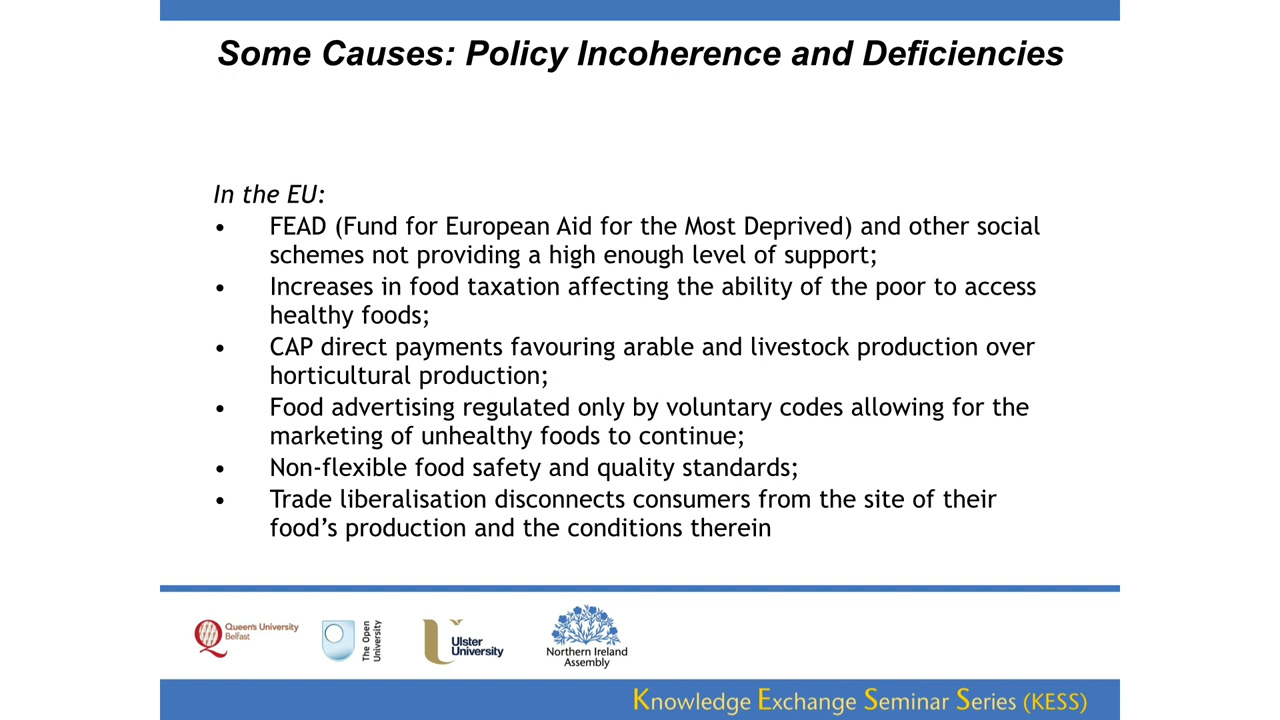 Some Causes: Policy Incoherence and Deficiencies
In the EU:
• FEAD (Fund for European Aid for the Most Deprived) and other social
schemes not providing a high enough level of support;
• Increases in food taxation affecting the ability of the poor to access
healthy foods;
• CAP direct payments favouring arable and livestock production over
horticultural production;
• Food advertising regulated only by voluntary codes allowing for the
marketing of unhealthy foods to continue;
• Non-flexible food safety and quality standards;
• Trade liberalisation disconnects consumers from the site of their
food’s production and the conditions therein
Queen's University
Belfast
The Open
University
Ulster
University
Northern Ireland
Assembly
Knowledge Exchange Seminar Series (KESS)